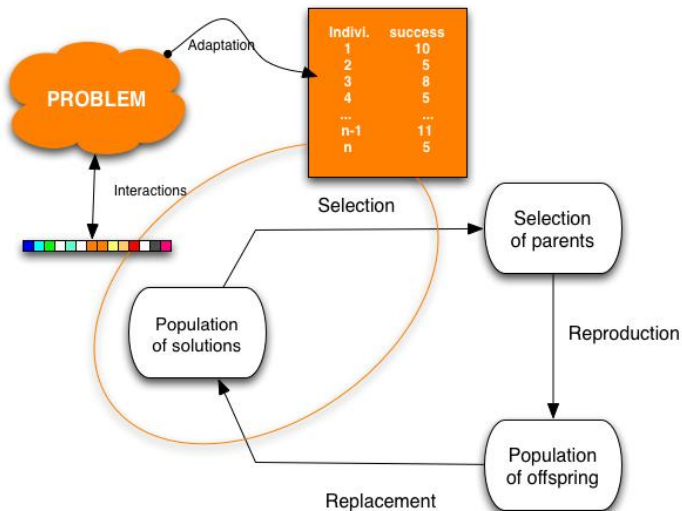 Adaptation
PROBLEM
Indivi. success
1 10
2 5
3 8
4 5
... ...
n-1 11
n 5
Interactions
Selection
Selection
of parents
Population
of solutions
Reproduction
Population
of offspring
Replacement